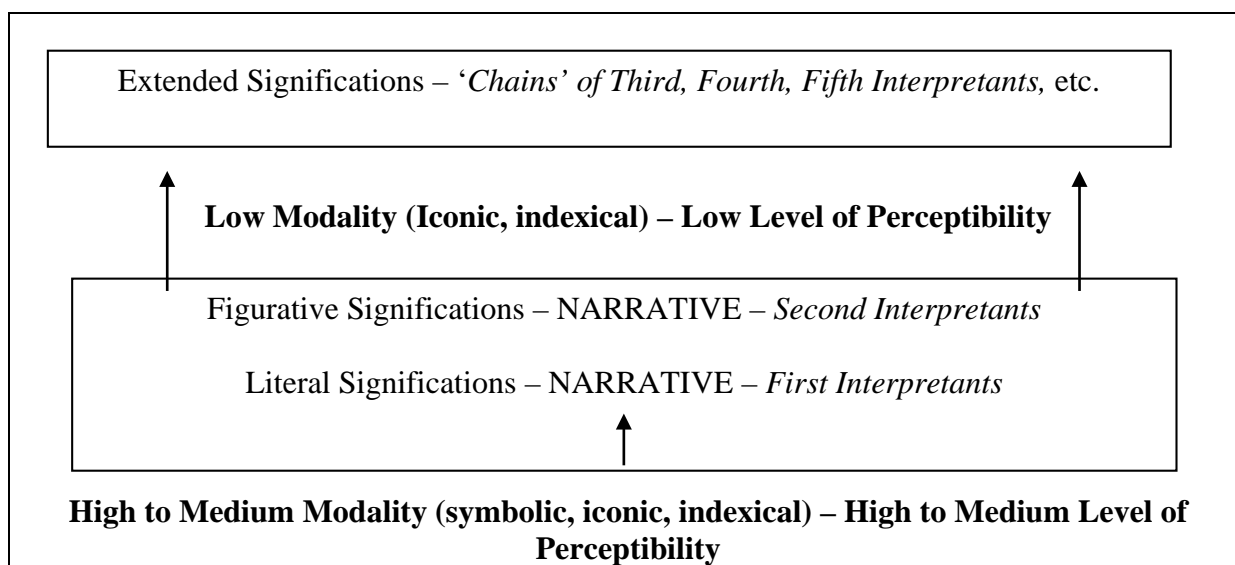 Extended Significations – ‘Chains’ of Third, Fourth, Fifth Interpretants, etc.
Low Modality (Iconic, indexical) – Low Level of Perceptibility
Figurative Significations – NARRATIVE – Second Interpretants
Literal Significations – NARRATIVE – First Interpretants
High to Medium Modality (symbolic, iconic, indexical) – High to Medium Level of
Perceptibility